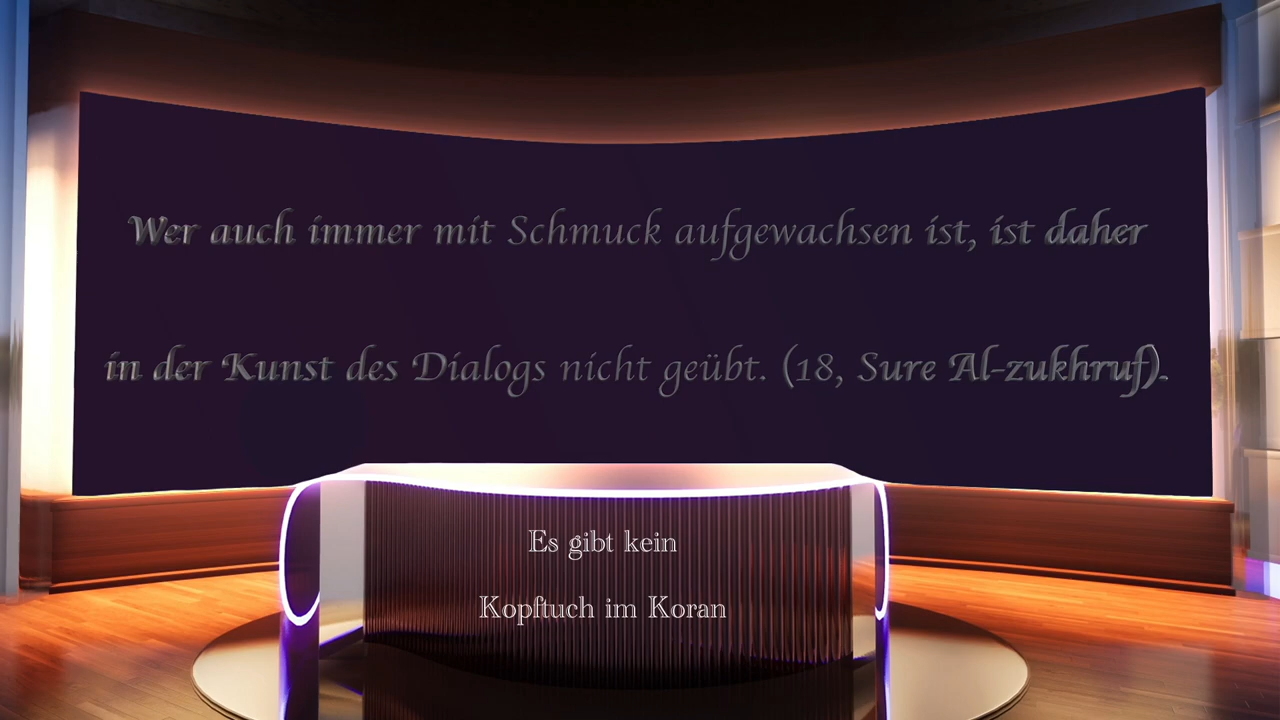 Wer auch immer mit Schmuck aufgewachsen ist, ist daher
in der Kunst des Dialogs nicht geübt. (18, Sure Al-zukhruf).
Es gibt kein
Kopftuch im Koran